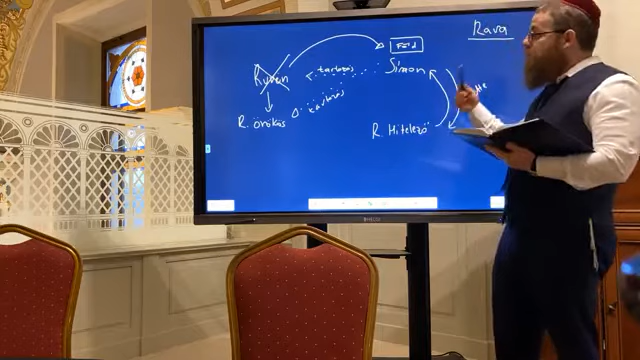 Rava
Föld
Ruven
tartozás
Simon
tartozás
R. örökös
R. Hitelező